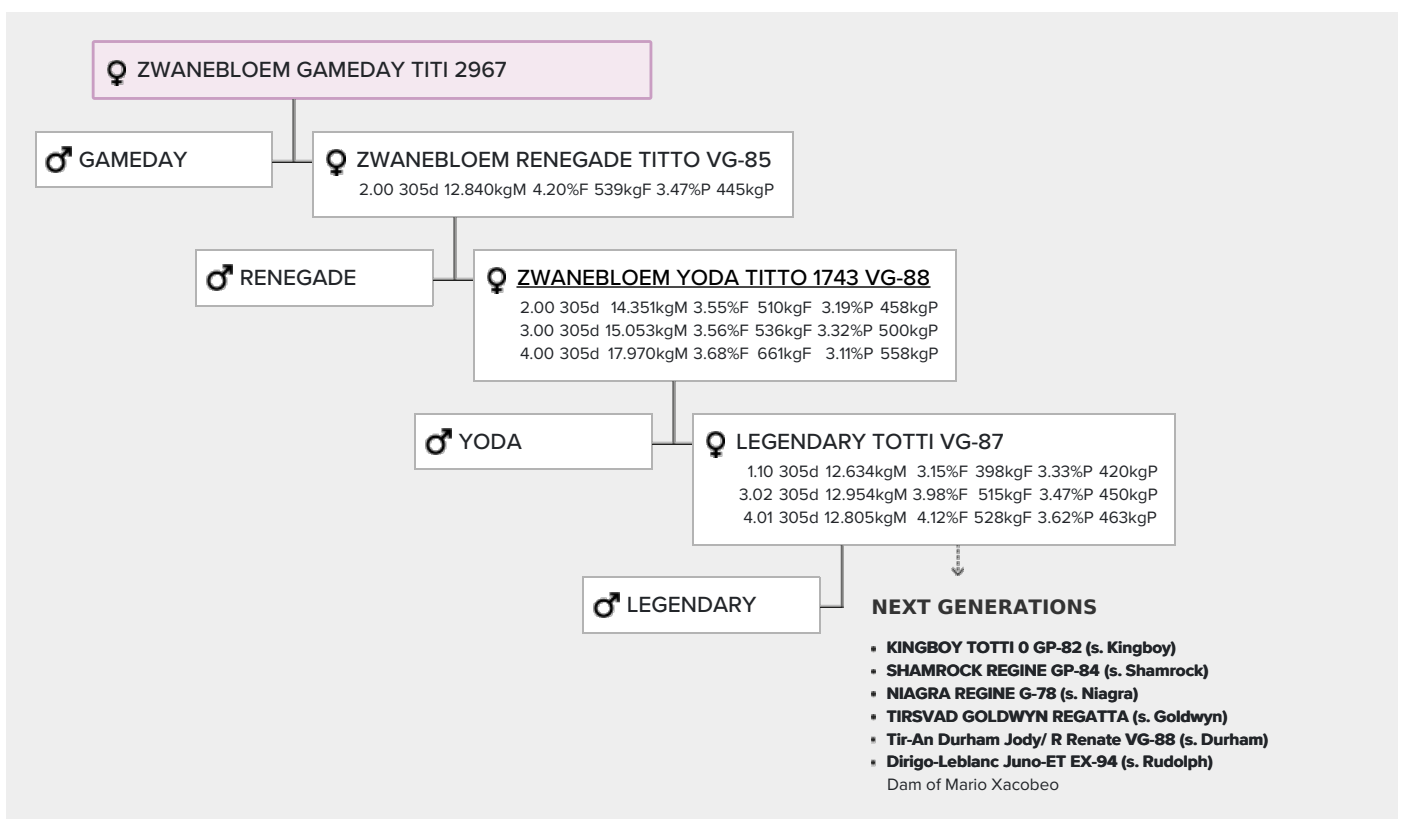 ZWANEBLOEM GAMEDAY TITI 2967
GAMEDAY
ZWANEBLOEM RENEGADE TITTO VG-85
2.00 305d 12.840kgM 4.20%F 539kgF 3.47%P 445kgP
RENEGADE
ZWANEBLOEM YODA TITTO 1743 VG-88
2.00 305d 14.351kgM 3.55%F 510kgF 3.19%P 458kgP
3.00 305d 15.053kgM 3.56%F 536kgF 3.32%P 500kgP
4.00 305d 17.970kgM 3.68%F 661kgF 3.11%P 558kgP
YODA
LEGENDARY TOTTI VG-87
1.10 305d 12.634kgM 3.15%F 398kgF 3.33%P 420kgP
3.02 305d 12.954kgM 3.98%F 515kgF 3.47%P 450kgP
4.01 305d 12.805kgM 4.12%F 528kgF 3.62%P 463kgP
LEGENDARY
NEXT GENERATIONS
KINGBOY TOTTI 0 GP-82 (s. Kingboy)
SHAMROCK REGINE GP-84 (s. Shamrock)
NIAGRA REGINE G-78 (s. Niagra)
TIRSVAD GOLDWYN REGATTA (s. Goldwyn)
Tir-An Durham Jody/ R Renate VG-88 (s. Durham)
Dirigo-Leblanc Juno-ET EX-94 (s. Rudolph)
Dam of Mario Xacobeo